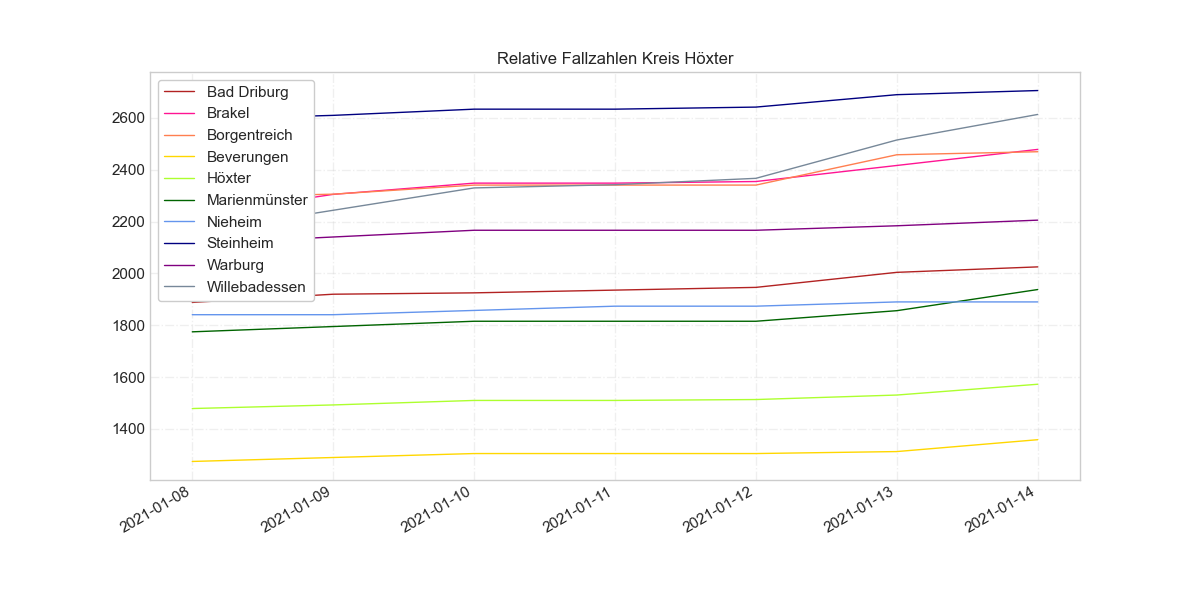 Relative Fallzahlen Kreis Höxter
Bad Driburg
Brakel
Borgentreich
Beverungen
Höxter
Marienmünster
Nieheim
Steinheim
Warburg
Willebadessen
2600
2400
2200
2000
1800
1600
1400
2021-01-08
2021-01-09
2021-01-10
2021-01-11
2021-01-12
2021-01-13
2021-01-14